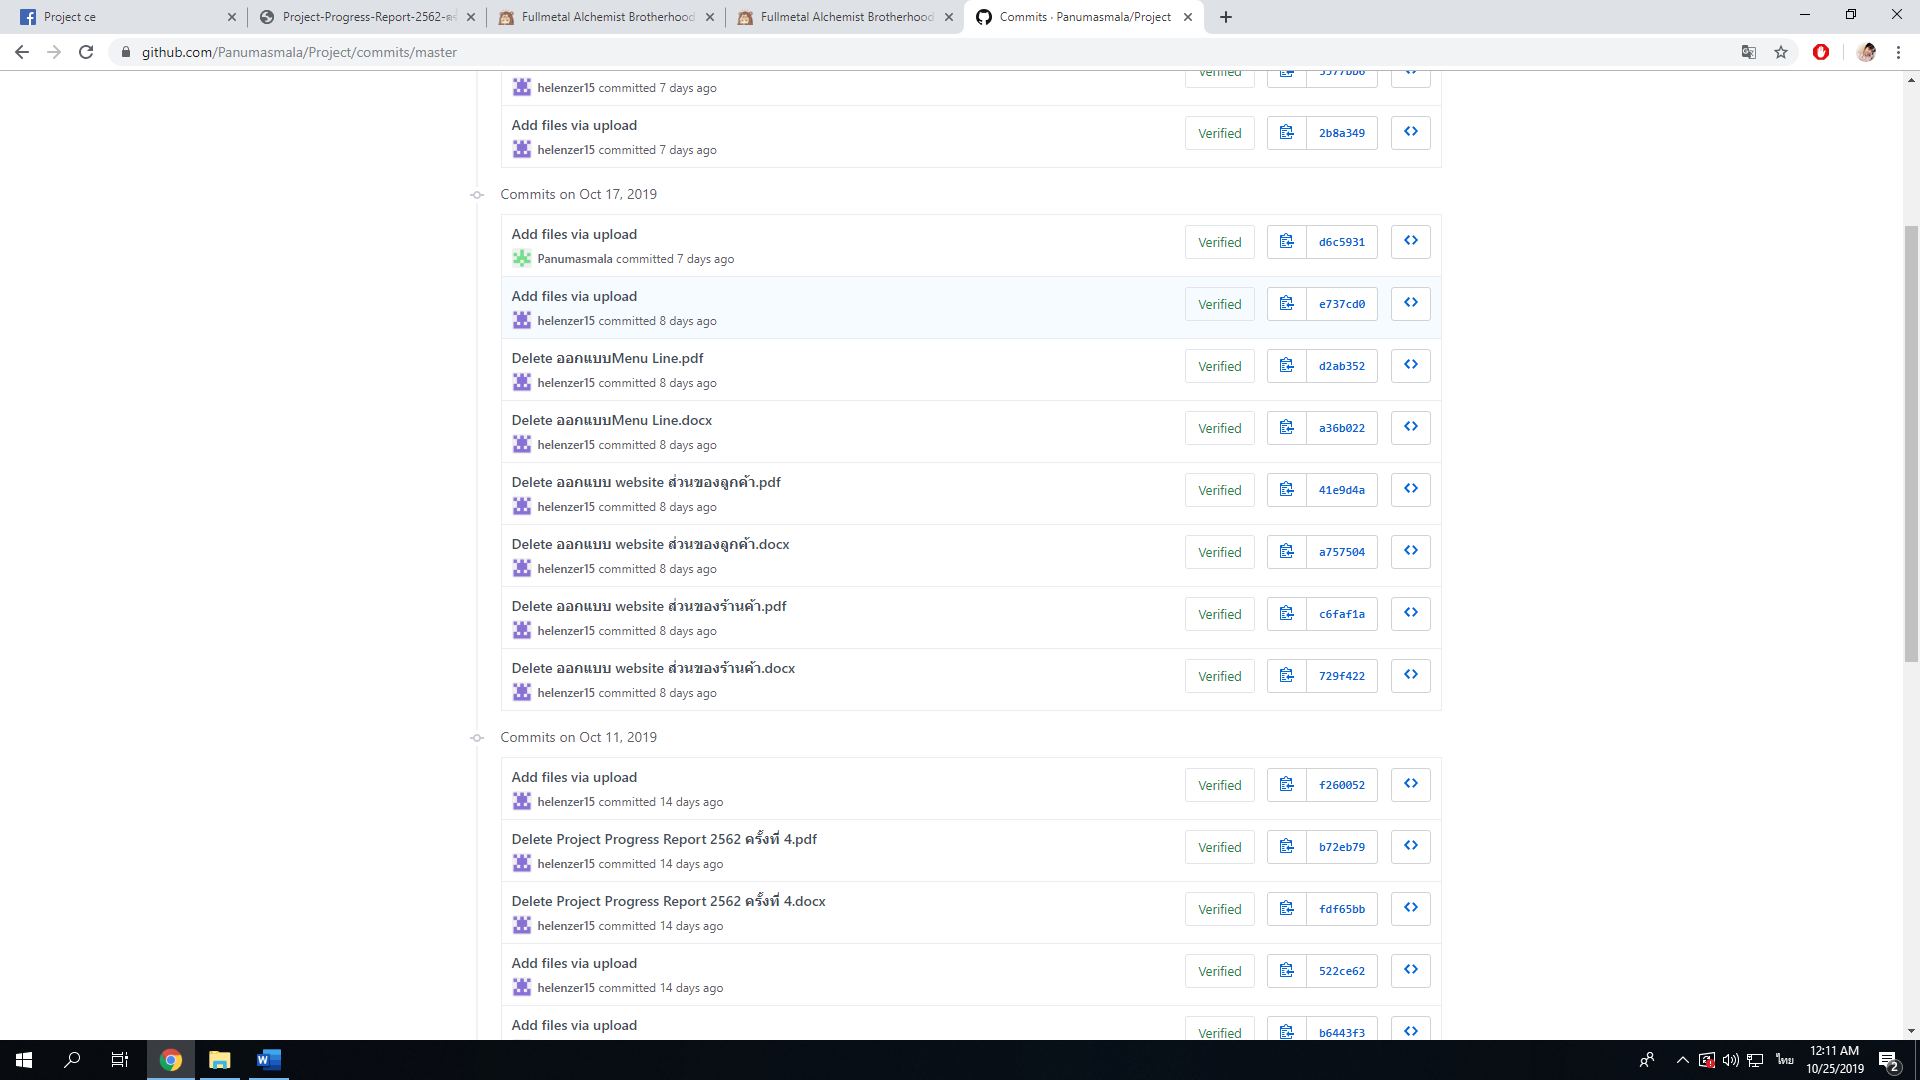 Project ce
Project-Progress-Report-2562-คร
Fullmetal Alchemist Brotherhood
Fullmetal Alchemist Brotherhood
Commits · Panumasmala/Project
github.com/Panumasmala/Project/commits/master
helenzer15 committed 7 days ago
Verified
5577bb6
Add files via upload
helenzer15 committed 7 days ago
Verified
2b8a349
Commits on Oct 17, 2019
Add files via upload
Panumasmala committed 7 days ago
Verified
d6c5931
Add files via upload
helenzer15 committed 8 days ago
Verified
e737cd0
Delete ออกแบบMenu Line.pdf
helenzer15 committed 8 days ago
Verified
d2ab352
Delete ออกแบบMenu Line.docx
helenzer15 committed 8 days ago
Verified
a36b022
Delete ออกแบบ website ส่วนของลูกค้า.pdf
helenzer15 committed 8 days ago
Verified
41e9d4a
Delete ออกแบบ website ส่วนของลูกค้า.docx
helenzer15 committed 8 days ago
Verified
a757504
Delete ออกแบบ website ส่วนของร้านค้า.pdf
helenzer15 committed 8 days ago
Verified
c6faf1a
Delete ออกแบบ website ส่วนของร้านค้า.docx
helenzer15 committed 8 days ago
Verified
729f422
Commits on Oct 11, 2019
Add files via upload
helenzer15 committed 14 days ago
Verified
f260052
Delete Project Progress Report 2562 ครั้งที่ 4.pdf
helenzer15 committed 14 days ago
Verified
b72eb79
Delete Project Progress Report 2562 ครั้งที่ 4.docx
helenzer15 committed 14 days ago
Verified
fdf65bb
Add files via upload
helenzer15 committed 14 days ago
Verified
522ce62
Add files via upload
Verified
b6443f3
ไทย
12:11 AM
10/25/2019
2